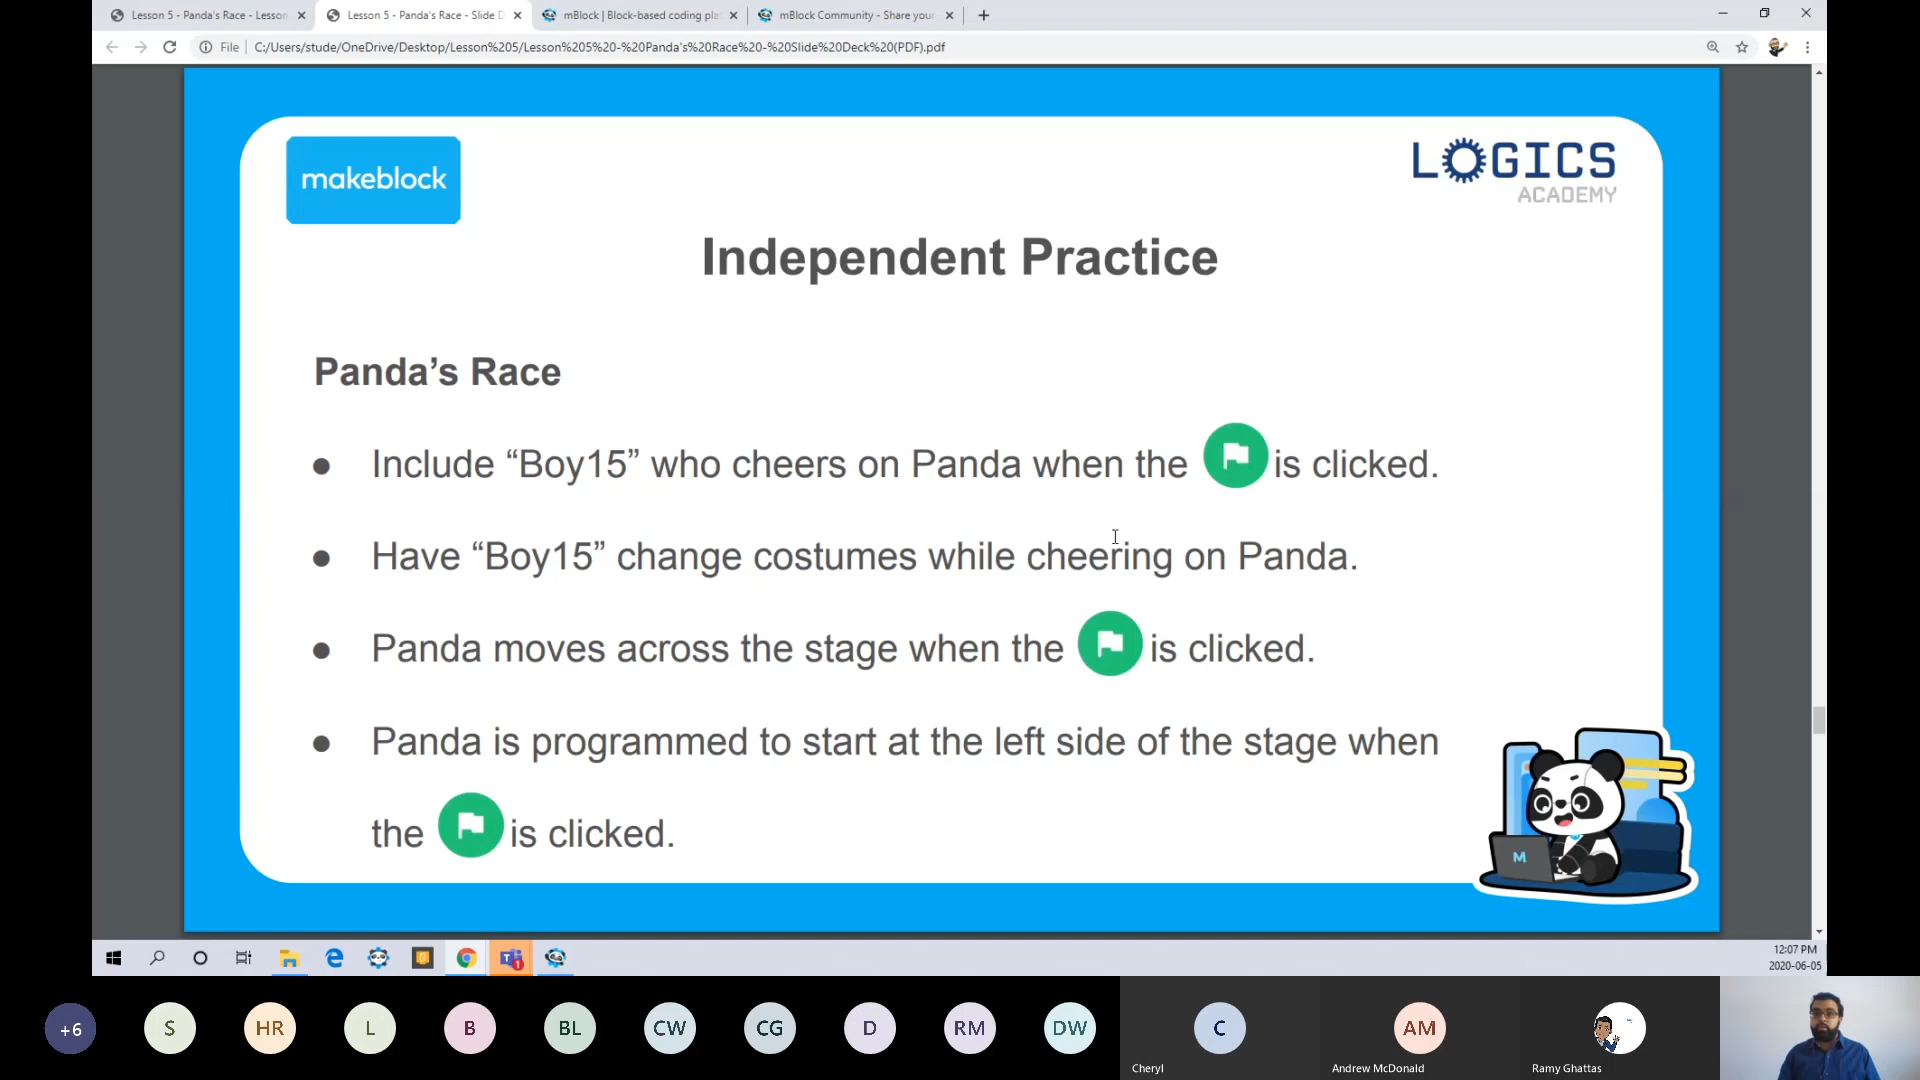 Lesson 5 - Panda's Race - Lesson
Lesson 5 - Panda's Race - Slide D
mBlock | Block-based coding pla
mBlock Community - Share your
File
C:/Users/stude/OneDrive/Desktop/Lesson%205/Lesson%205%20-%20Panda's%20Race%20-%20Slide%20Deck%20(PDF).pdf
makeblock
LOGICS
ACADEMY
Independent Practice
Panda’s Race
● Include “Boy15” who cheers on Panda when the is clicked.
● Have “Boy15” change costumes while cheering on Panda.
● Panda moves across the stage when the is clicked.
● Panda is programmed to start at the left side of the stage when
the is clicked.
M
12:07 PM
2020-06-05
+6
S
HR
L
B
BL
CW
CG
D
RM
DW
C
AM
Cheryl
Andrew McDonald
Ramy Ghattas